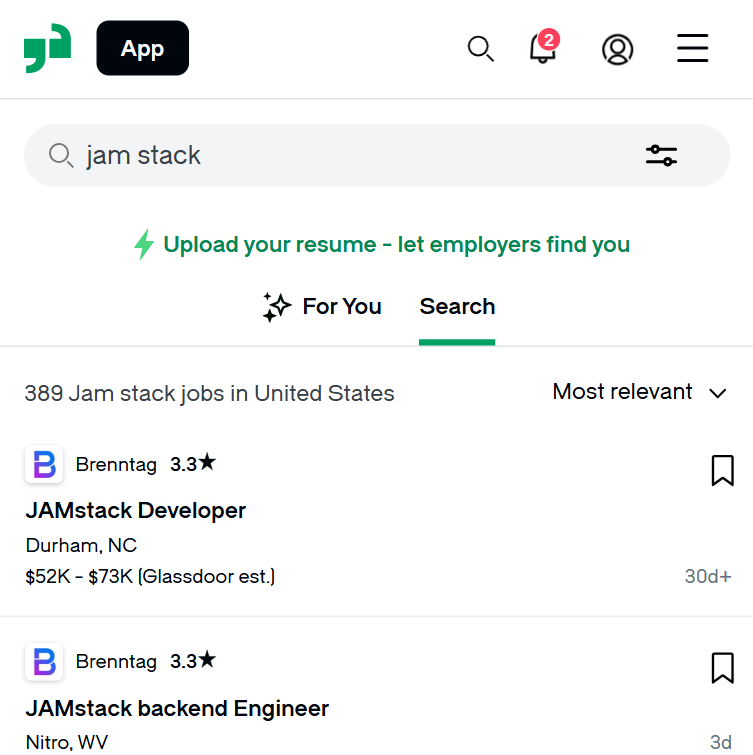 App
2
jam stack
Upload your resume - let employers find you
For You
Search
389 Jam stack jobs in United States
Most relevant
B
Brenntag 3.3★
JAMstack Developer
Durham, NC
$52K - $73K (Glassdoor est.)
30d+
B
Brenntag 3.3★
JAMstack backend Engineer
Nitro, WV
3d